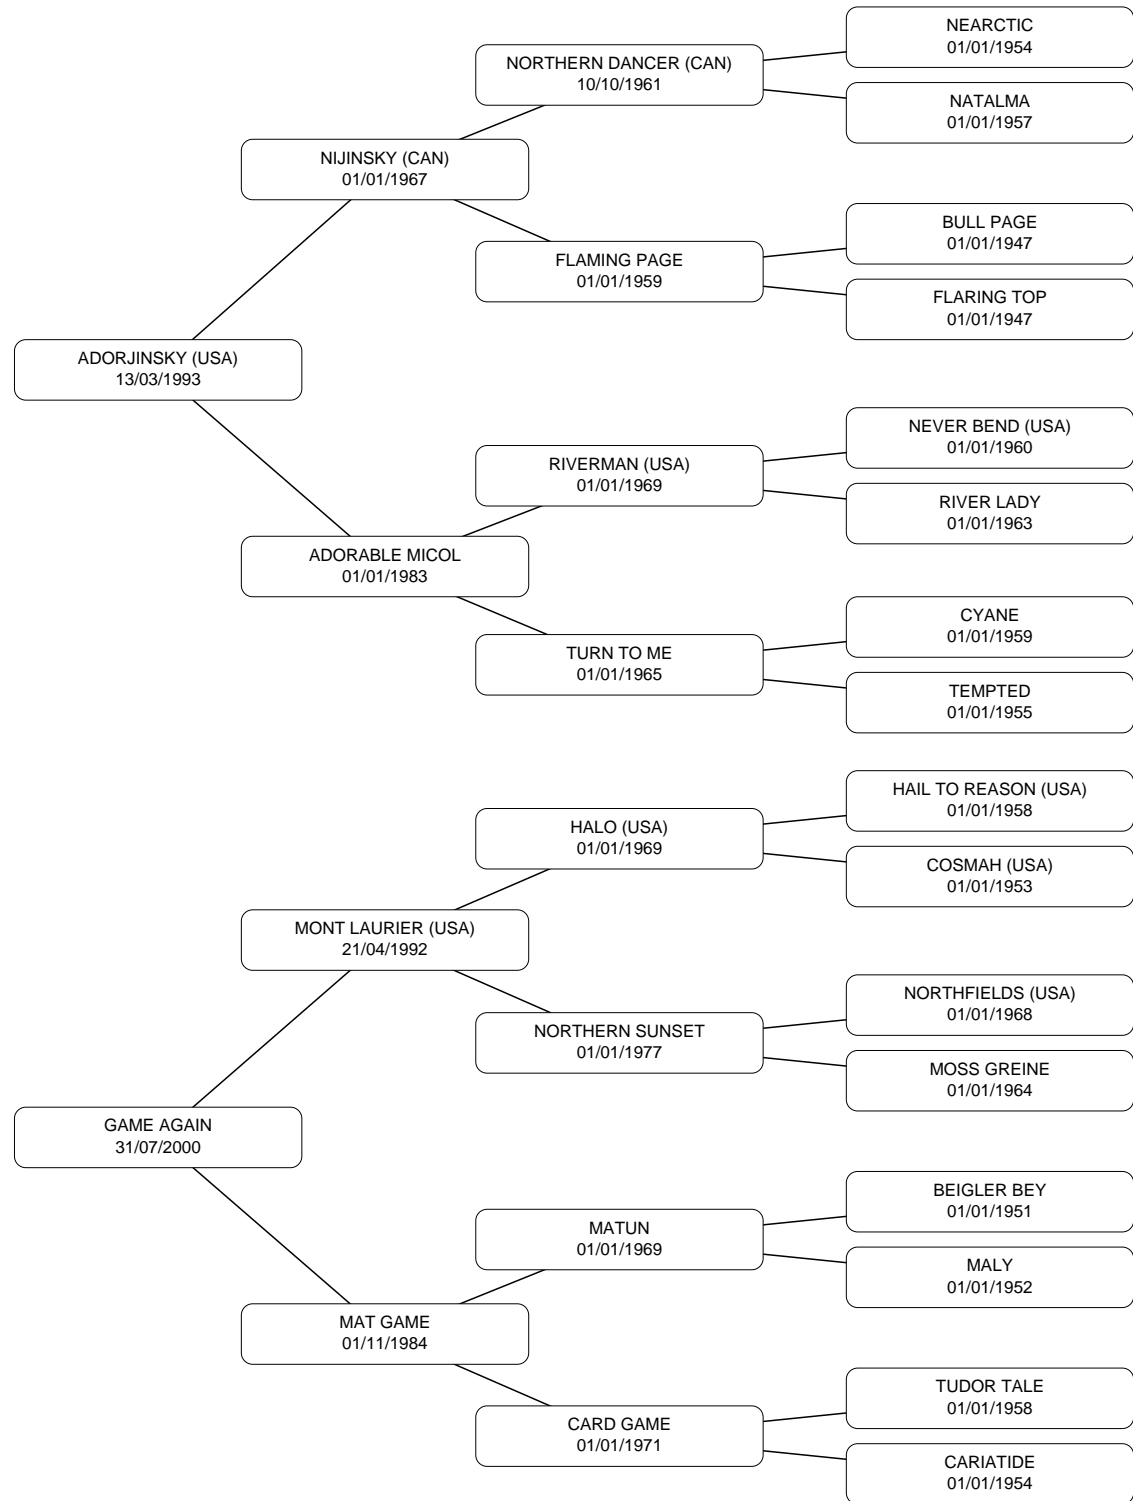 NEARCTIC
01/01/1954
NORTHERN DANCER (CAN)
10/10/1961
NATALMA
01/01/1957
NIJINSKY (CAN)
01/01/1967
BULL PAGE
01/01/1947
FLAMING PAGE
01/01/1959
FLARING TOP
01/01/1947
ADORJINSKY (USA)
13/03/1993
NEVER BEND (USA)
01/01/1960
RIVERMAN (USA)
01/01/1969
RIVER LADY
01/01/1963
ADORABLE MICOL
01/01/1983
CYANE
01/01/1959
TURN TO ME
01/01/1965
TEMPTED
01/01/1955
HAIL TO REASON (USA)
01/01/1958
HALO (USA)
01/01/1969
COSMAH (USA)
01/01/1953
MONT LAURIER (USA)
21/04/1992
NORTHFIELDS (USA)
01/01/1968
NORTHERN SUNSET
01/01/1977
MOSS GREINE
01/01/1964
GAME AGAIN
31/07/2000
BEIGLER BEY
01/01/1951
MATUN
01/01/1969
MALY
01/01/1952
MAT GAME
01/11/1984
TUDOR TALE
01/01/1958
CARD GAME
01/01/1971
CARIATIDE
01/01/1954